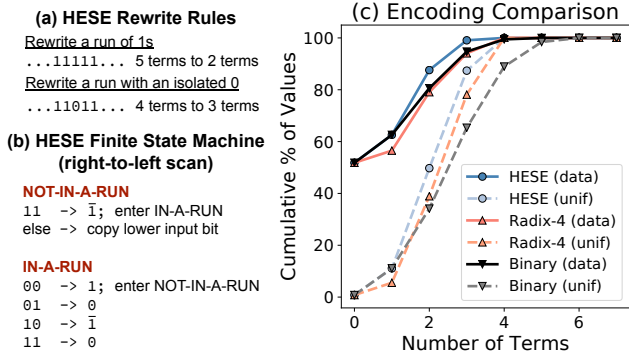 (a) HESE Rewrite Rules
Rewrite a run of 1s
...11111... 5 terms to 2 terms
Rewrite a run with an isolated 0
...11011... 4 terms to 3 terms
(b) HESE Finite State Machine
(right-to-left scan)
NOT-IN-A-RUN
11 -> 1̅; enter IN-A-RUN
else -> copy lower input bit
IN-A-RUN
00 -> 1; enter NOT-IN-A-RUN
01 -> 0
10 -> 1̅
11 -> 0
(c) Encoding Comparison
Cumulative % of Values
100
80
60
40
20
0
HESE (data)
HESE (unif)
Radix-4 (data)
Radix-4 (unif)
Binary (data)
Binary (unif)
0 2 4 6
Number of Terms